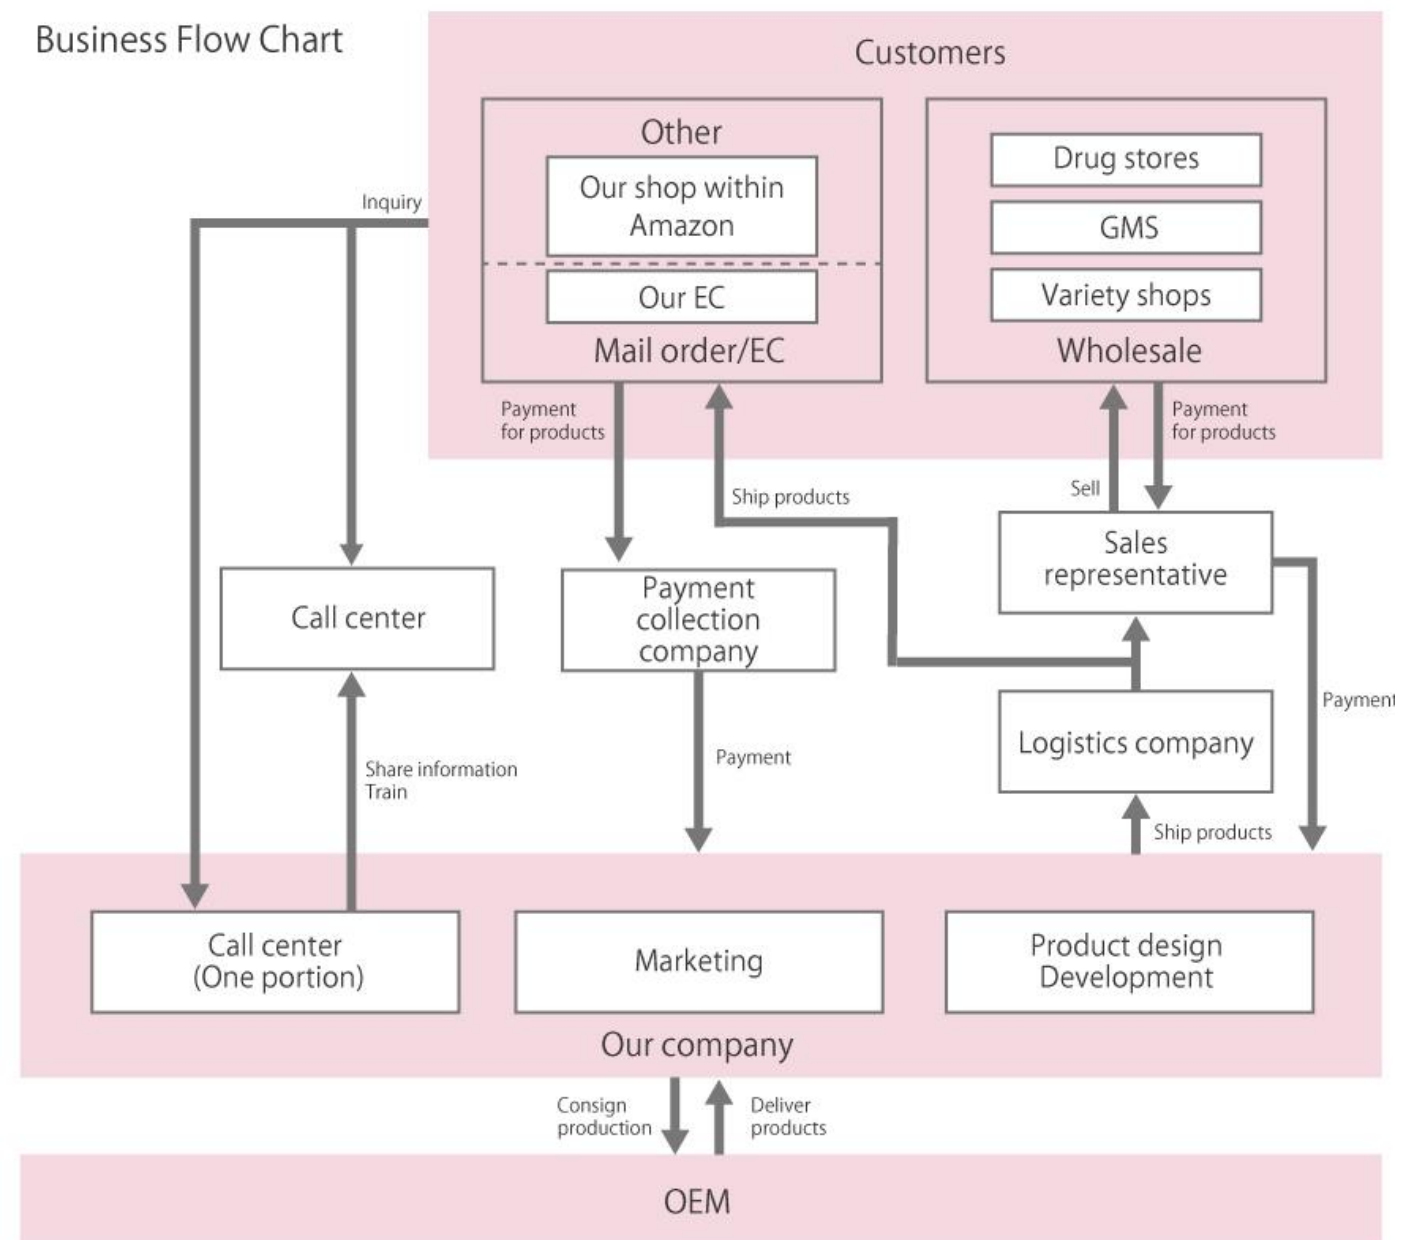 Business Flow Chart
Customers
Other
Our shop within
Amazon
Our EC
Mail order/EC
Drug stores
GMS
Variety shops
Wholesale
Inquiry
Payment
for products
Ship products
Sell
Payment
for products
Call center
Payment
collection
company
Sales
representative
Logistics company
Share information
Train
Payment
Payment
Ship products
Call center
(One portion)
Marketing
Product design
Development
Our company
Consign
production
Deliver
products
OEM